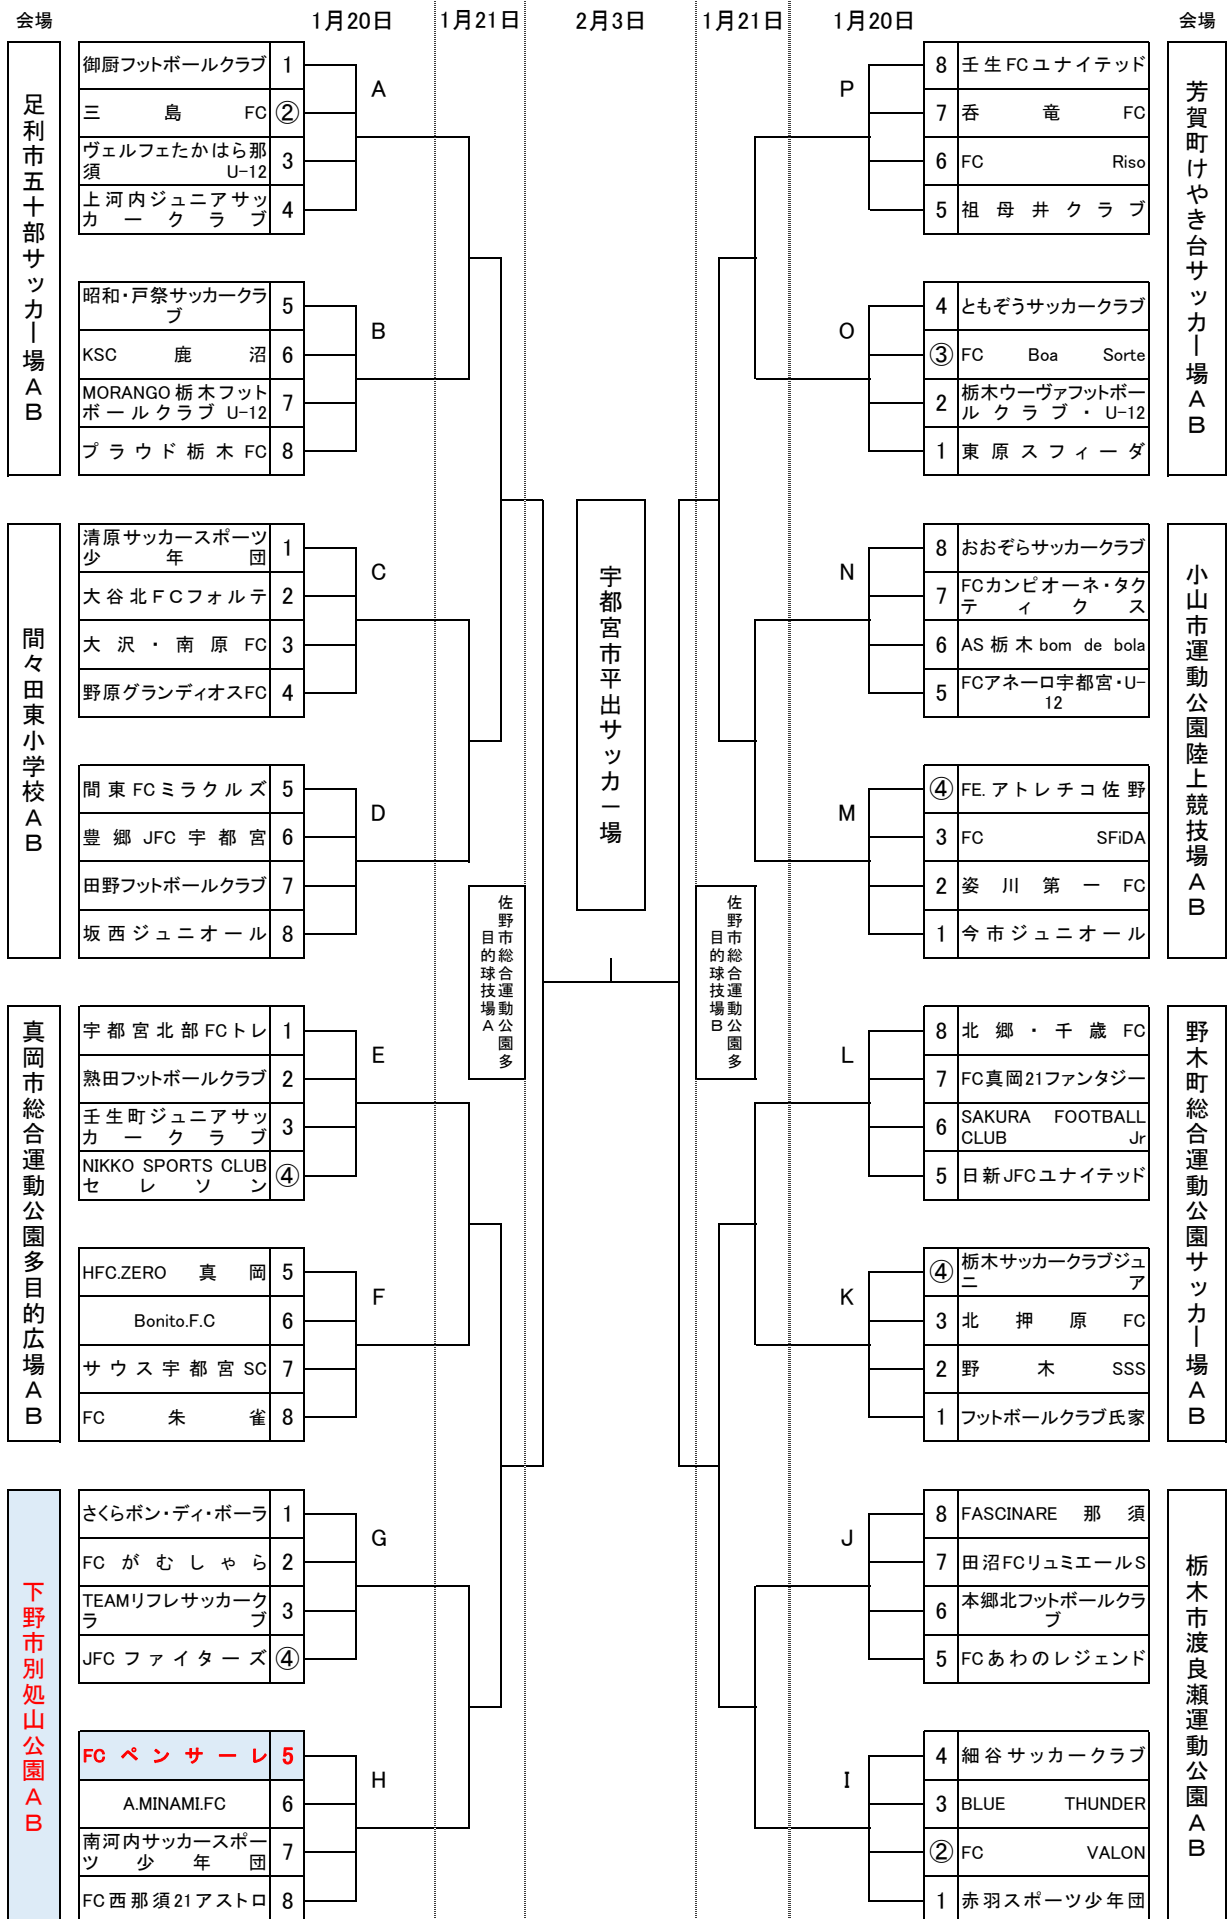 会場 1月20日 1月21日 2月3日 1月21日 1月20日 会場
足利市五十部サッカー場AB
御厨フットボールクラブ 1
三島FC ②
ヴェルフェたかはら那
須U-12 3
上河内ジュニアサッ
カークラブ 4
A
昭和・戸祭サッカークラ
ブ 5
KSC鹿沼 6
MORANGO栃木フット
ボールクラブU-12 7
プラウド栃木FC 8
B
間々田東小学校AB
清原サッカースポーツ
少年団 1
大谷北FCフォルテ 2
大沢・南原FC 3
野原グランディオスFC 4
C
間東FCミラクルズ 5
豊郷JFC宇都宮 6
田野フットボールクラブ 7
坂西ジュニオール 8
D
真岡市総合運動公園多目的広場AB
宇都宮北部FCトレ 1
熟田フットボールクラブ 2
壬生町ジュニアサッ
カークラブ 3
NIKKO SPORTS CLUB
セレソン ④
E
HFC.ZERO真岡 5
Bonito.F.C 6
サウス宇都宮SC 7
FC朱雀 8
F
下野市別処山公園AB
さくらボン・ディ・ボーラ 1
FCがむしゃら 2
TEAMリフレサッカーク
ラブ 3
JFCファイターズ ④
G
FCペンサーレ 5
A.MINAMI.FC 6
南河内サッカースポー
ツ少年団 7
FC西那須21アストロ 8
H
佐野市総合運動公園多
目的球技場A
宇都宮市平出サッカー場
佐野市総合運動公園多
目的球技場B
P
8 壬生FCユナイテッド
7 呑竜FC
6 FC Riso
5 祖母井クラブ
芳賀町けやき台サッカー場AB
O
4 ともぞうサッカークラブ
③ FC Boa Sorte
2 栃木ウーヴァフットボー
ルクラブ・U-12
1 東原スフィーダ
N
8 おおぞらサッカークラブ
7 FCカンピオーネ・タク
ティクス
6 AS栃木bom de bola
5 FCアネーロ宇都宮・U-
12
小山市運動公園陸上競技場AB
M
④ FE.アトレチコ佐野
3 FC SFiDA
2 姿川第一FC
1 今市ジュニオール
L
8 北郷・千歳FC
7 FC真岡21ファンタジー
6 SAKURA FOOTBALL
CLUB Jr
5 日新JFCユナイテッド
野木町総合運動公園サッカー場AB
K
④ 栃木サッカークラブジュ
ニア
3 北押原FC
2 野木SSS
1 フットボールクラブ氏家
J
8 FASCINARE那須
7 田沼FCリュミエールS
6 本郷北フットボールクラ
ブ
5 FCあわのレジェンド
栃木市渡良瀬運動公園AB
I
4 細谷サッカークラブ
3 BLUE THUNDER
② FC VALON
1 赤羽スポーツ少年団